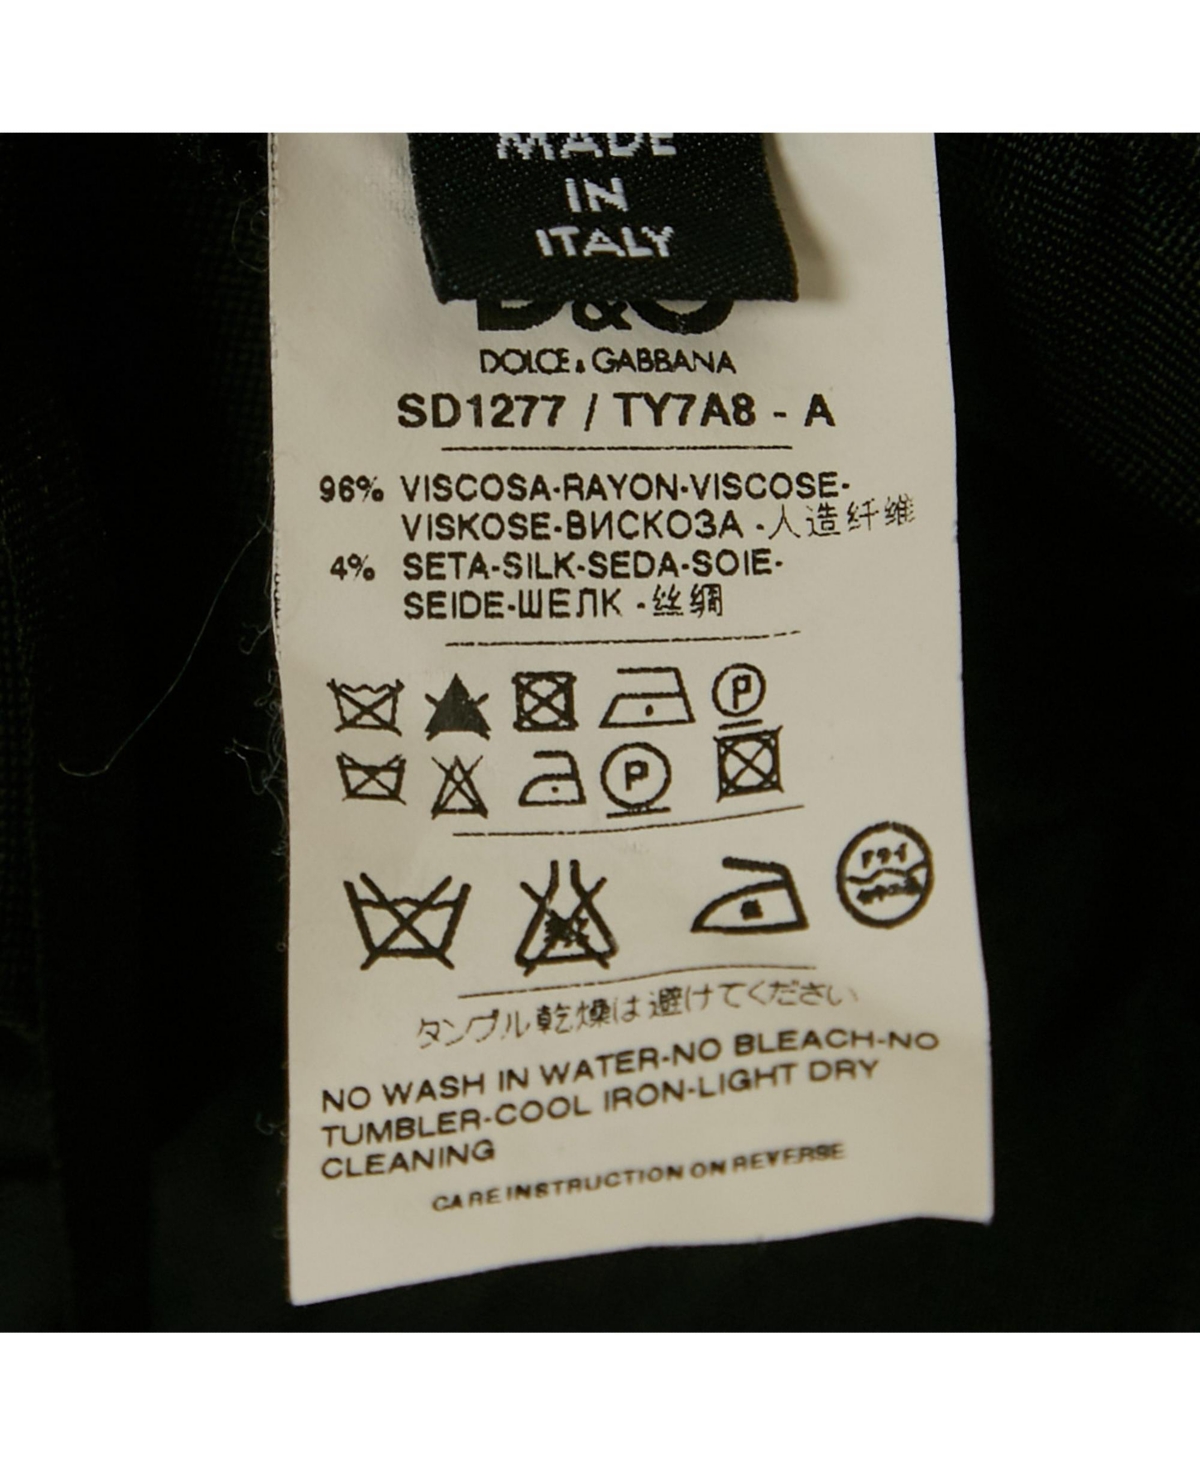 MADE
IN
ITALY
D&G
DOLCE & GABBANA
SD1277 / TY7A8 - A
96% VISCOSA-RAYON-VISCOSE-
VISKOSE-ВИСКОЗА -人造纤维
4% SETA-SILK-SEDA-SOIE-
SEIDE-ШЕЛК -丝绸
P
P
ドライ
タンブル乾燥は避けてください
NO WASH IN WATER-NO BLEACH-NO
TUMBLER-COOL IRON-LIGHT DRY
CLEANING
CARE INSTRUCTION ON REVERSE